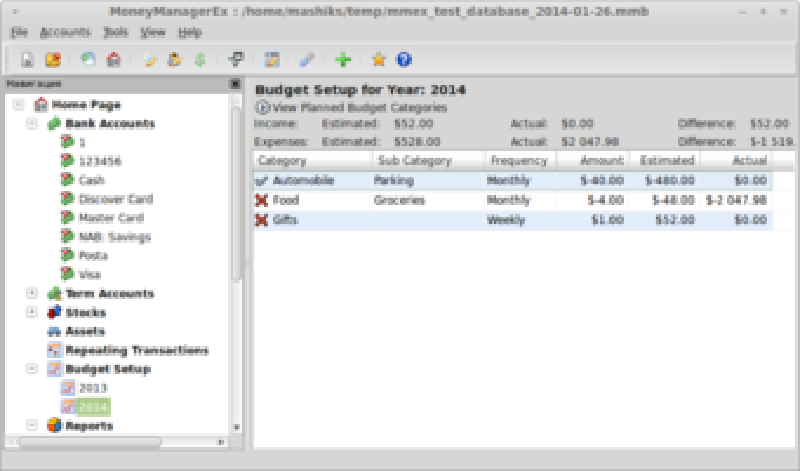 MoneyManagerEx : /home/mashiks/temp/mmex_test_database_2014-01-26.mmb
File Accounts Tools View Help
Home Page
Bank Accounts
1
123456
Cash
Discover Card
Master Card
NAB: Savings
Posta
Visa
Term Accounts
Stocks
Assets
Repeating Transactions
Budget Setup
2013
2014
Reports
Budget Setup for Year: 2014
View Planned Budget Categories
Income: Estimated: $52.00 Actual: $0.00 Difference: $52.00
Expenses: Estimated: $528.00 Actual: $2 047.98 Difference: $-1 519.
Category Sub Category Frequency Amount Estimated Actual
Automobile Parking Monthly $-40.00 $-480.00 $0.00
Food Groceries Monthly $-4.00 $-48.00 $-2 047.98
Gifts Weekly $1.00 $52.00 $0.00